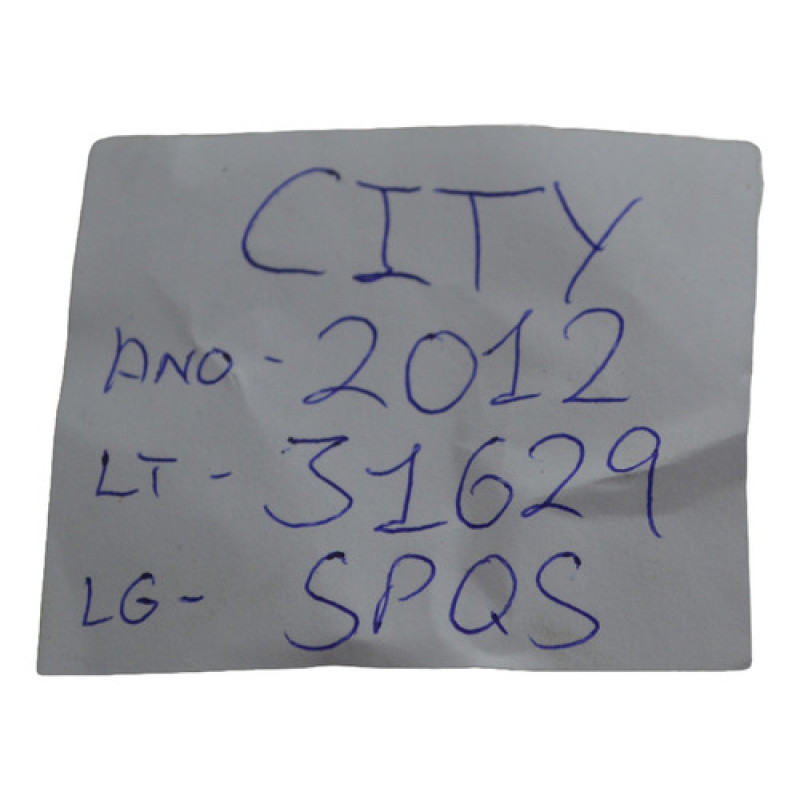 CITY
ANO - 2012
LT - 31629
LG - SPQS